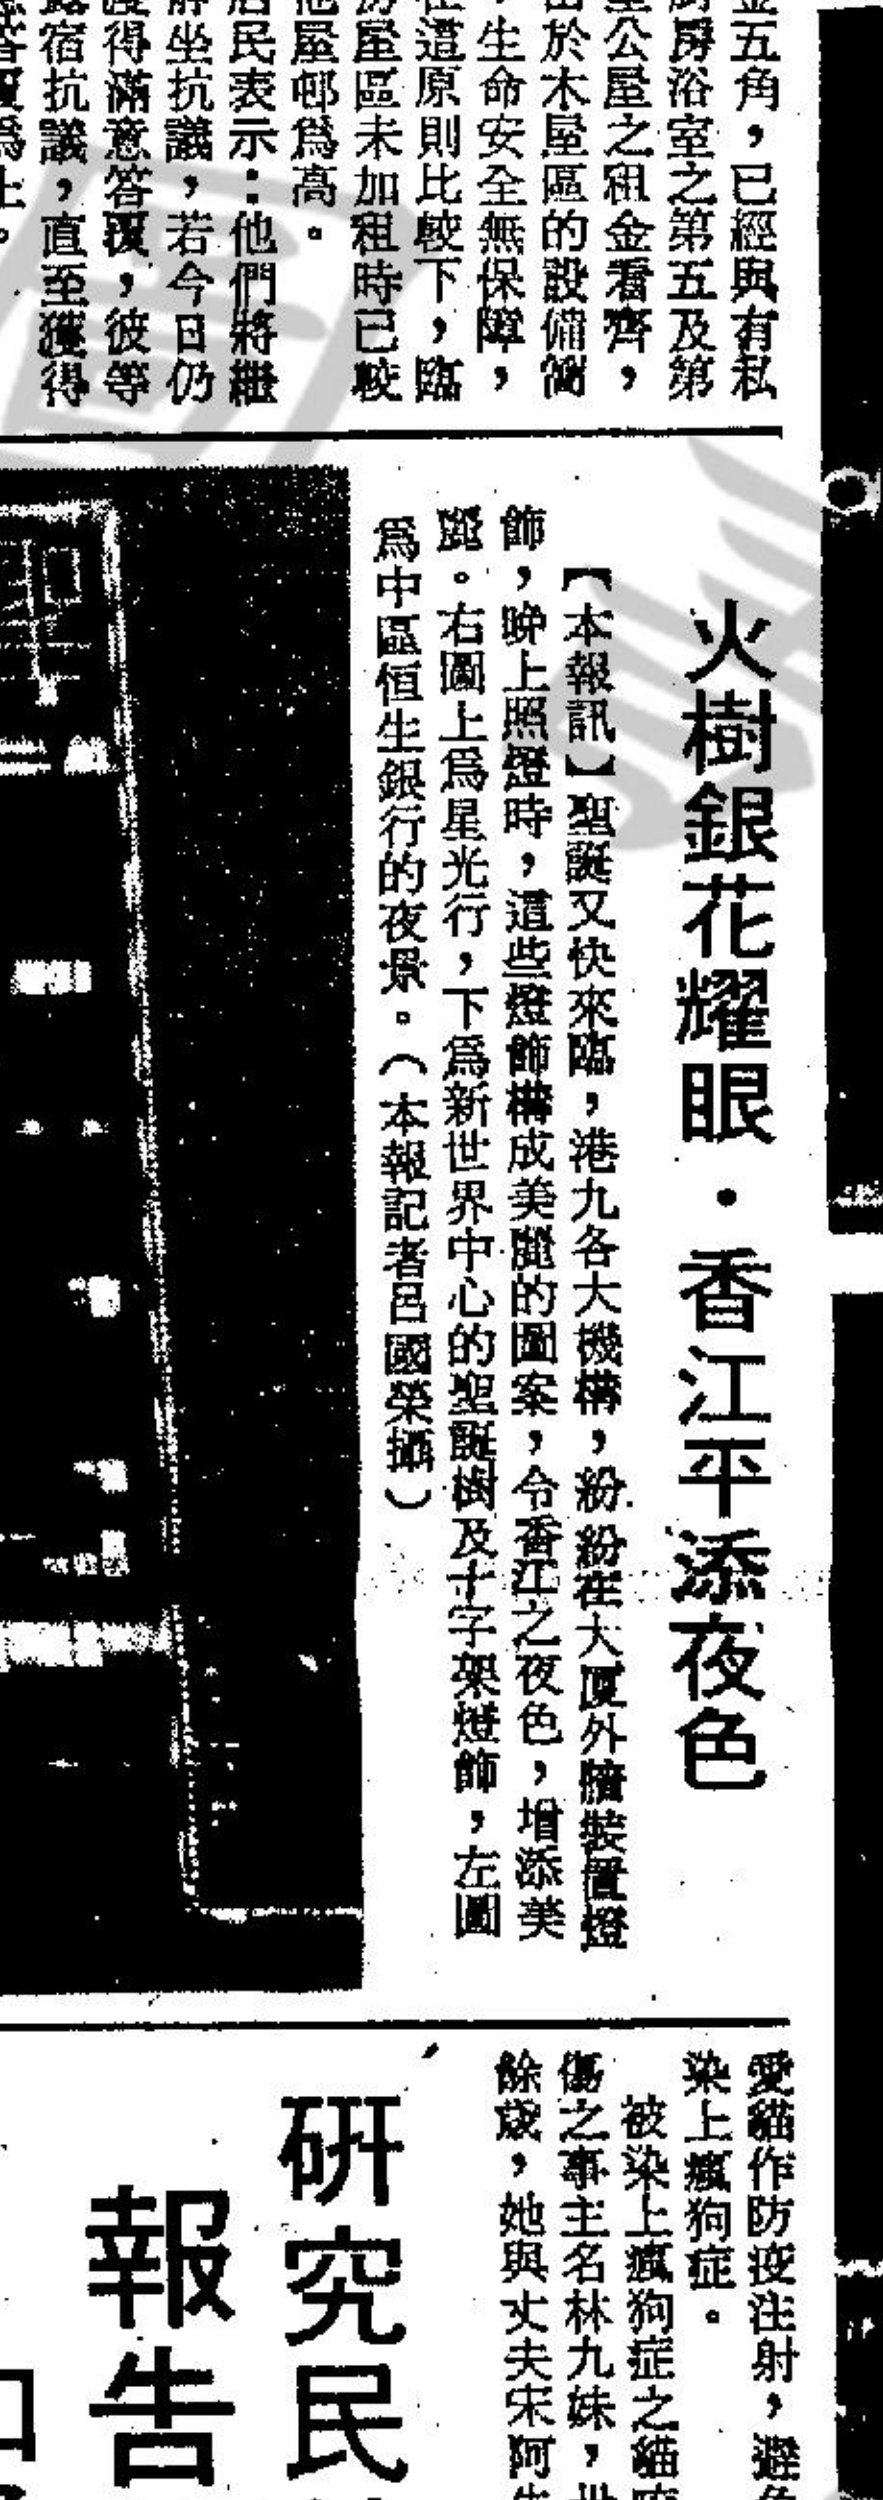 金五角，已經與有私
厨房浴室之第五及第
型公屋之租金看齊，
由於木屋區的設備簡
，生命安全無保障，
在這原則比較下，臨
房屋區未加租時已較
他屋邨爲高。
居民表示：他們將繼
靜坐抗議，若今日仍
得滿意答覆，彼等
露宿抗議，直至獲得
答覆爲止。
火樹銀花耀眼·香江平添夜色
【本報訊】聖誕又快來臨，港九各大機構，紛紛在大厦外牆裝置燈
飾，晚上照燈時，這些燈飾構成美麗的圖案，令香江之夜色，增添美
麗。右圖上爲星光行，下爲新世界中心的聖誕樹及十字架燈飾，左圖
爲中區恒生銀行的夜景。（本報記者呂國榮攝）
愛貓作防疫注射，避免
染上瘋狗症。
被染上瘋狗症之貓
傷之事主名林九妹，卅
餘歲，她與丈夫宋阿
研究民
報告